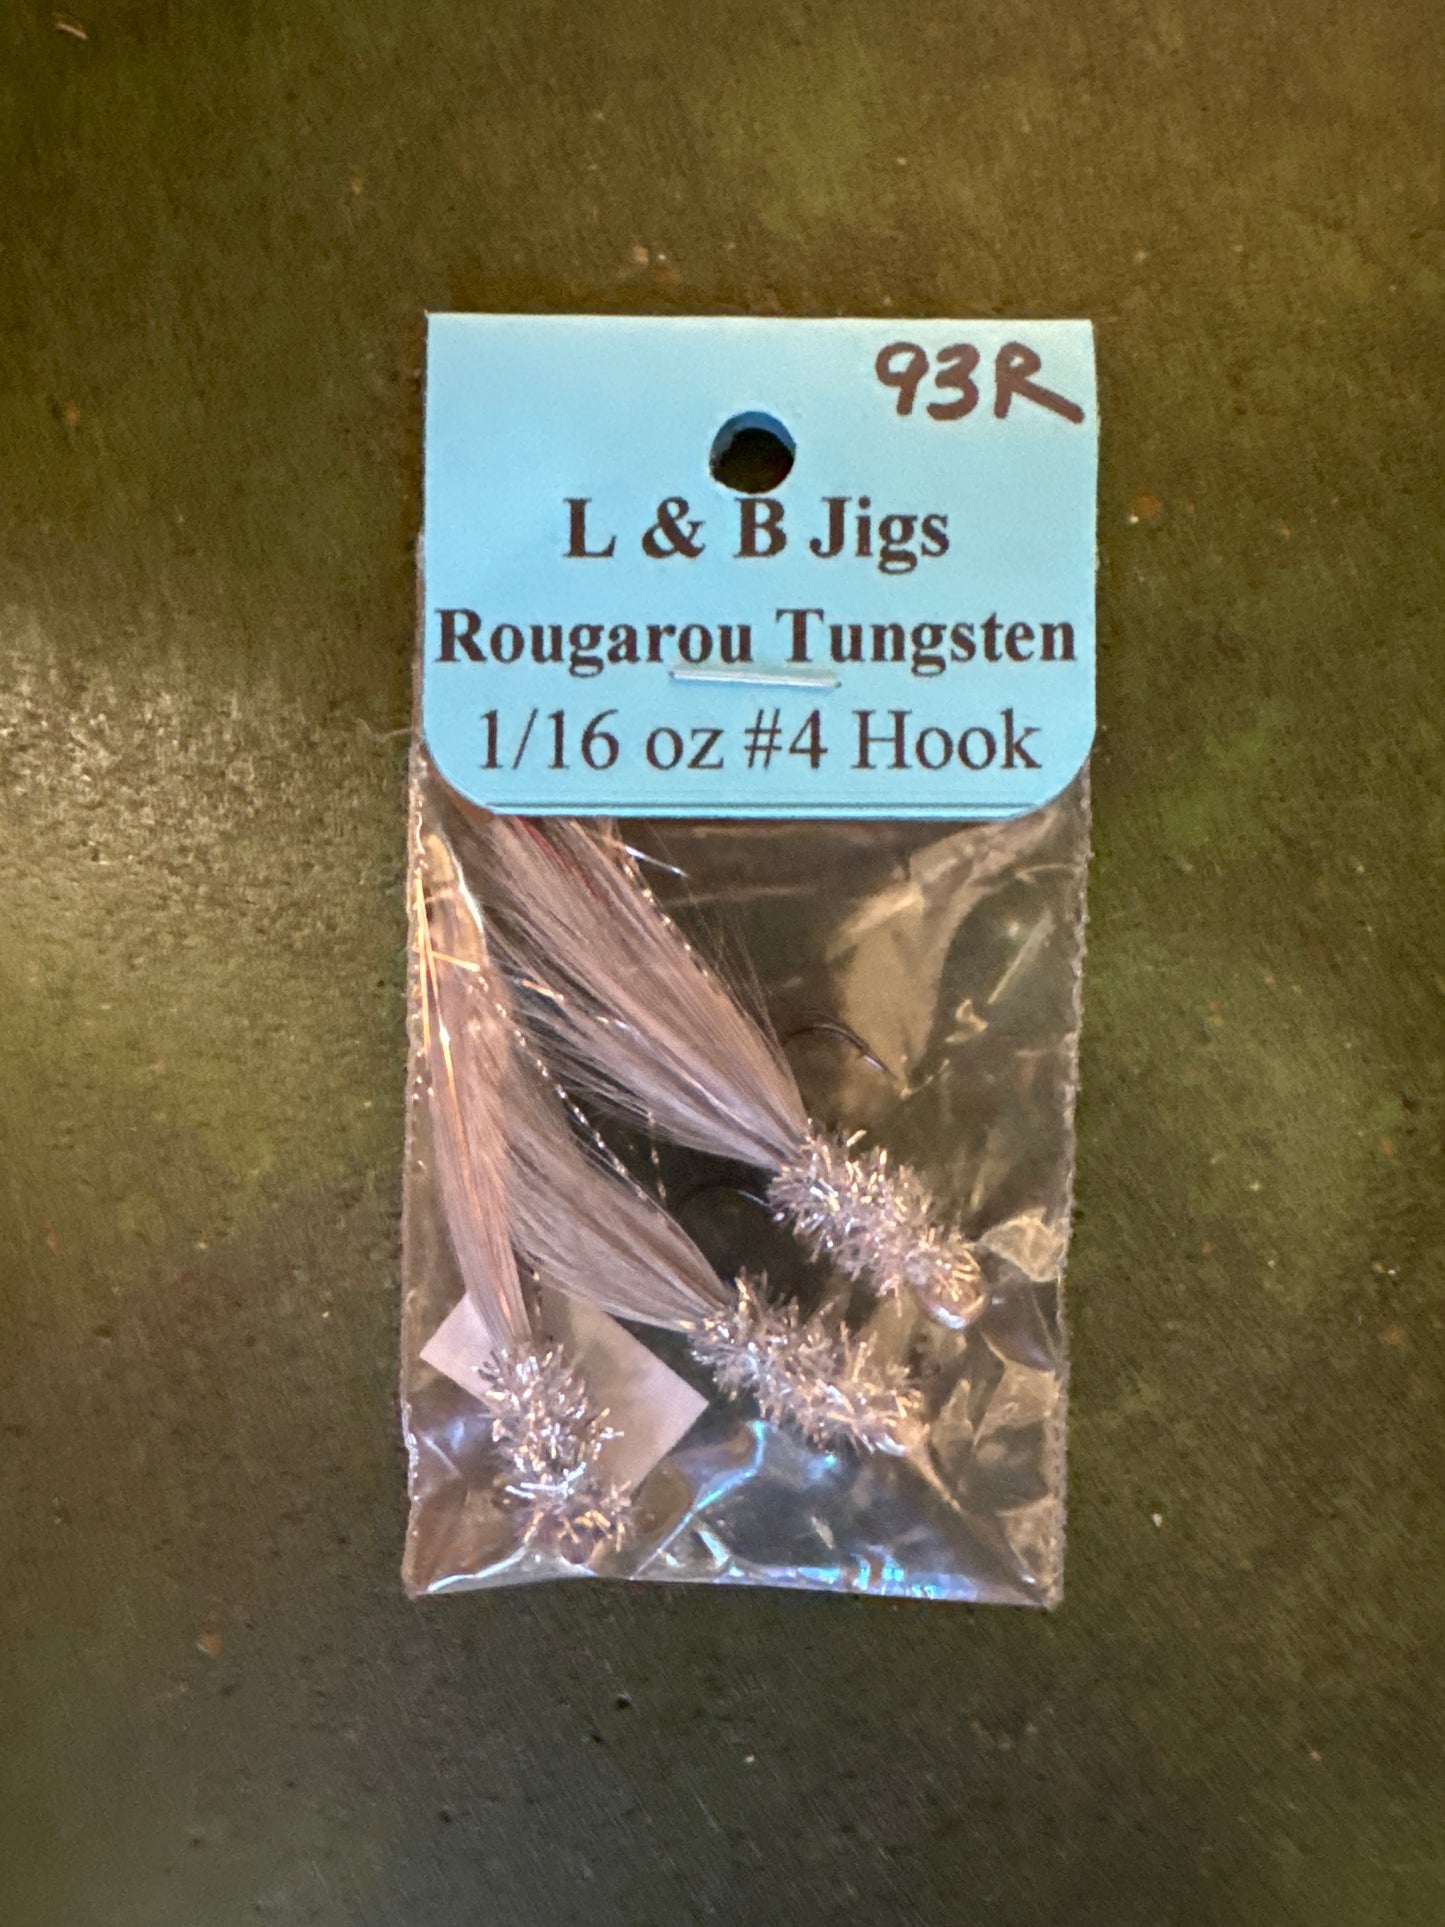 93R
L & B Jigs
Rougarou Tungsten
1/16 oz #4 Hook